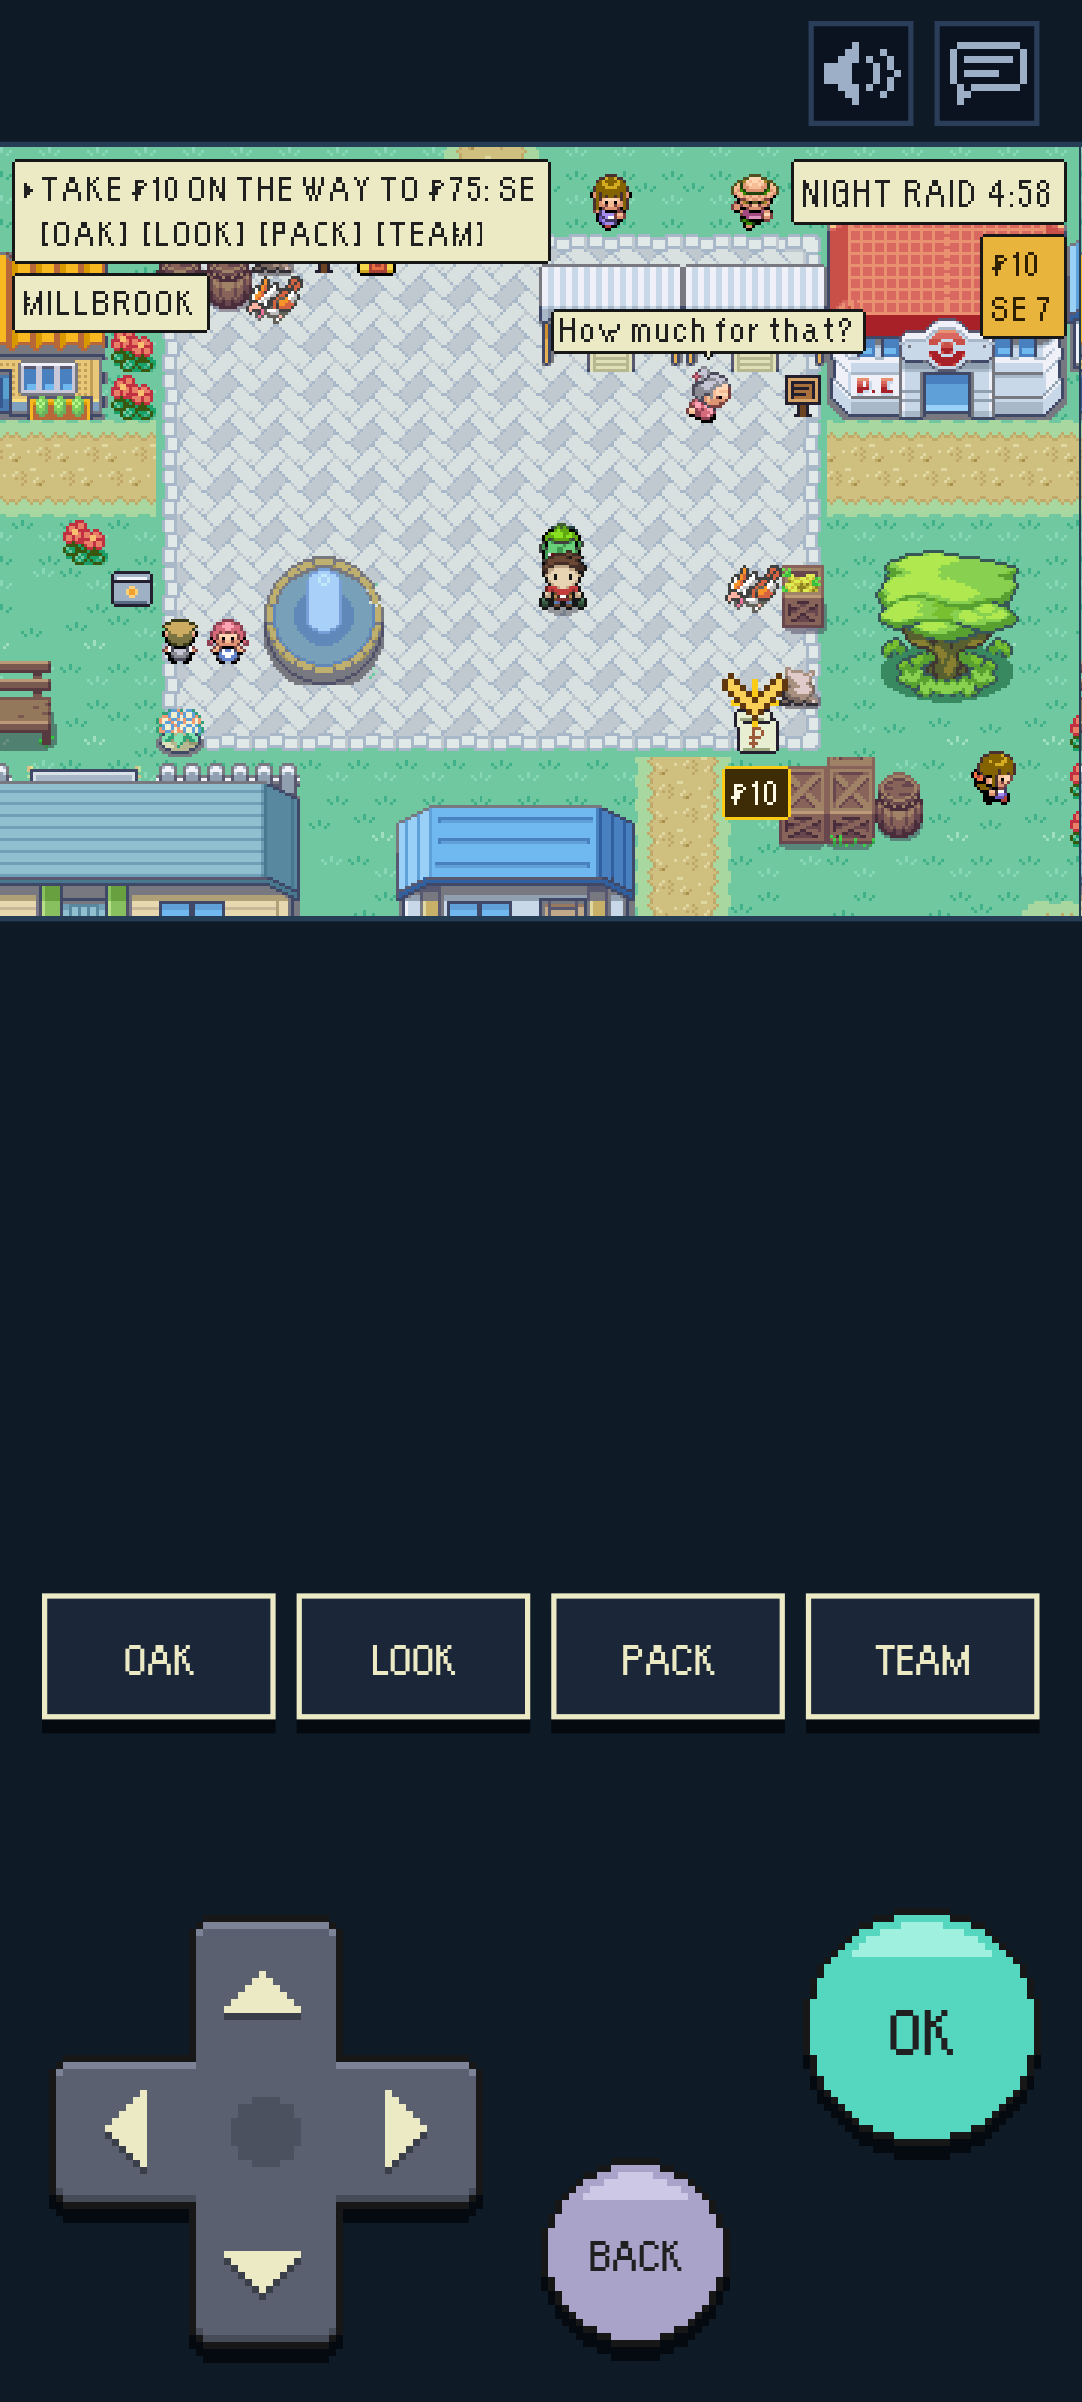 ▸TAKE ₽10 ON THE WAY TO ₽75: SE
[OAK] [LOOK] [PACK] [TEAM]
NIGHT RAID 4:58
₽10
SE 7
MILLBROOK
How much for that?
P.C
₽
₽10
OAK
LOOK
PACK
TEAM
OK
BACK